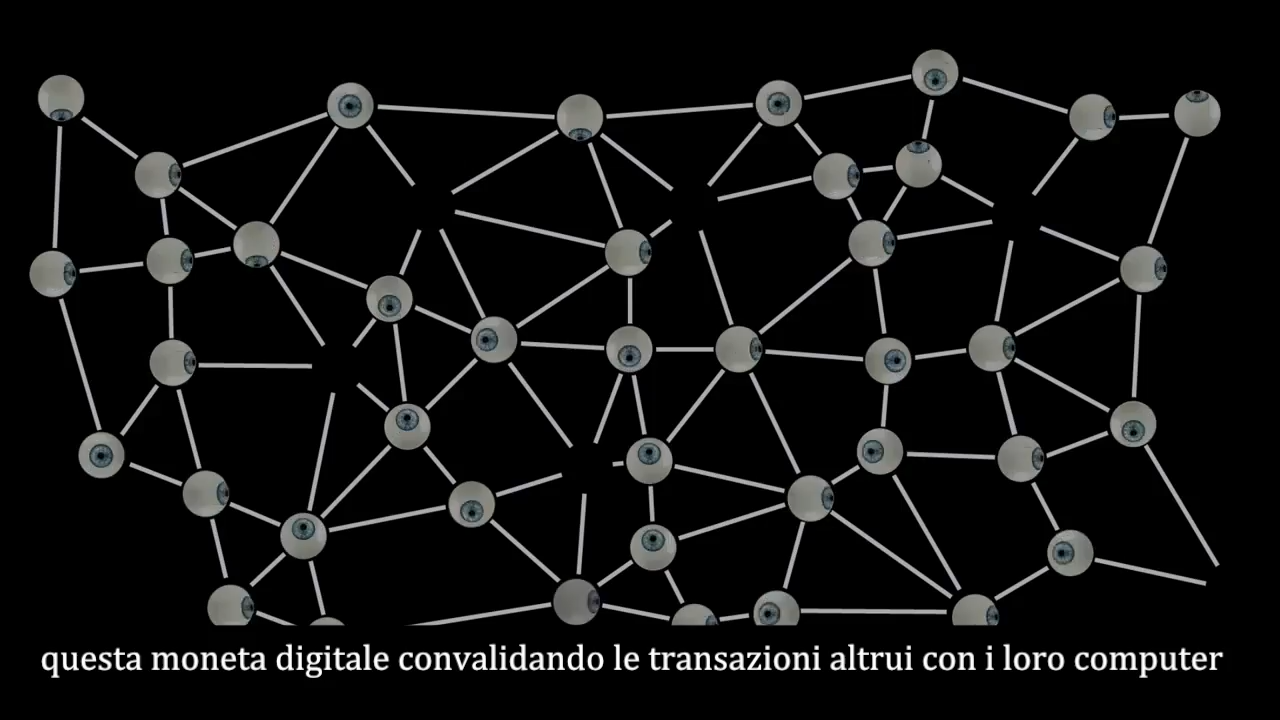 questa moneta digitale convalidando le transazioni altrui con i loro computer